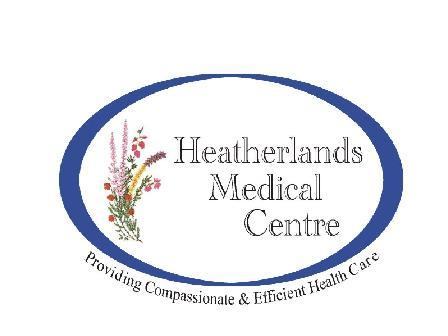 Heatherlands
Medical
Centre
Providing Compassionate & Efficient Health Care